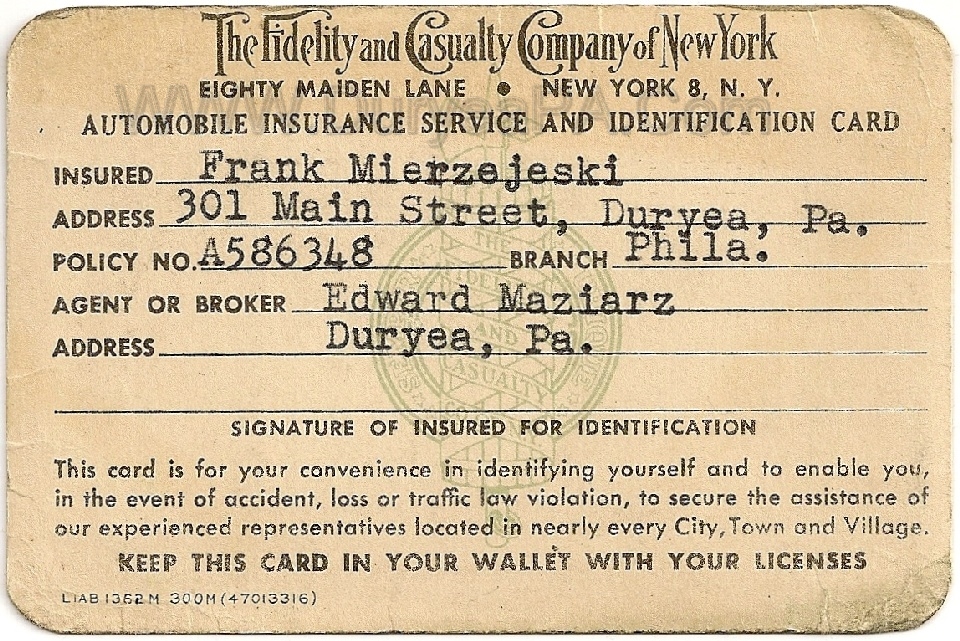 The Fidelity and Casualty Company of New York
EIGHTY MAIDEN LANE • NEW YORK 8, N. Y.
AUTOMOBILE INSURANCE SERVICE AND IDENTIFICATION CARD
INSURED Frank Mierzejeski
ADDRESS 301 Main Street, Duryea, Pa.
POLICY NO. A586348 BRANCH Phila.
AGENT OR BROKER Edward Maziarz
ADDRESS Duryea, Pa.
THE
AND
CASUALTY
SIGNATURE OF INSURED FOR IDENTIFICATION
This card is for your convenience in identifying yourself and to enable you,
in the event of accident, loss or traffic law violation, to secure the assistance of
our experienced representatives located in nearly every City, Town and Village.
KEEP THIS CARD IN YOUR WALLET WITH YOUR LICENSES
LIAB 1352M 300M (47013316)